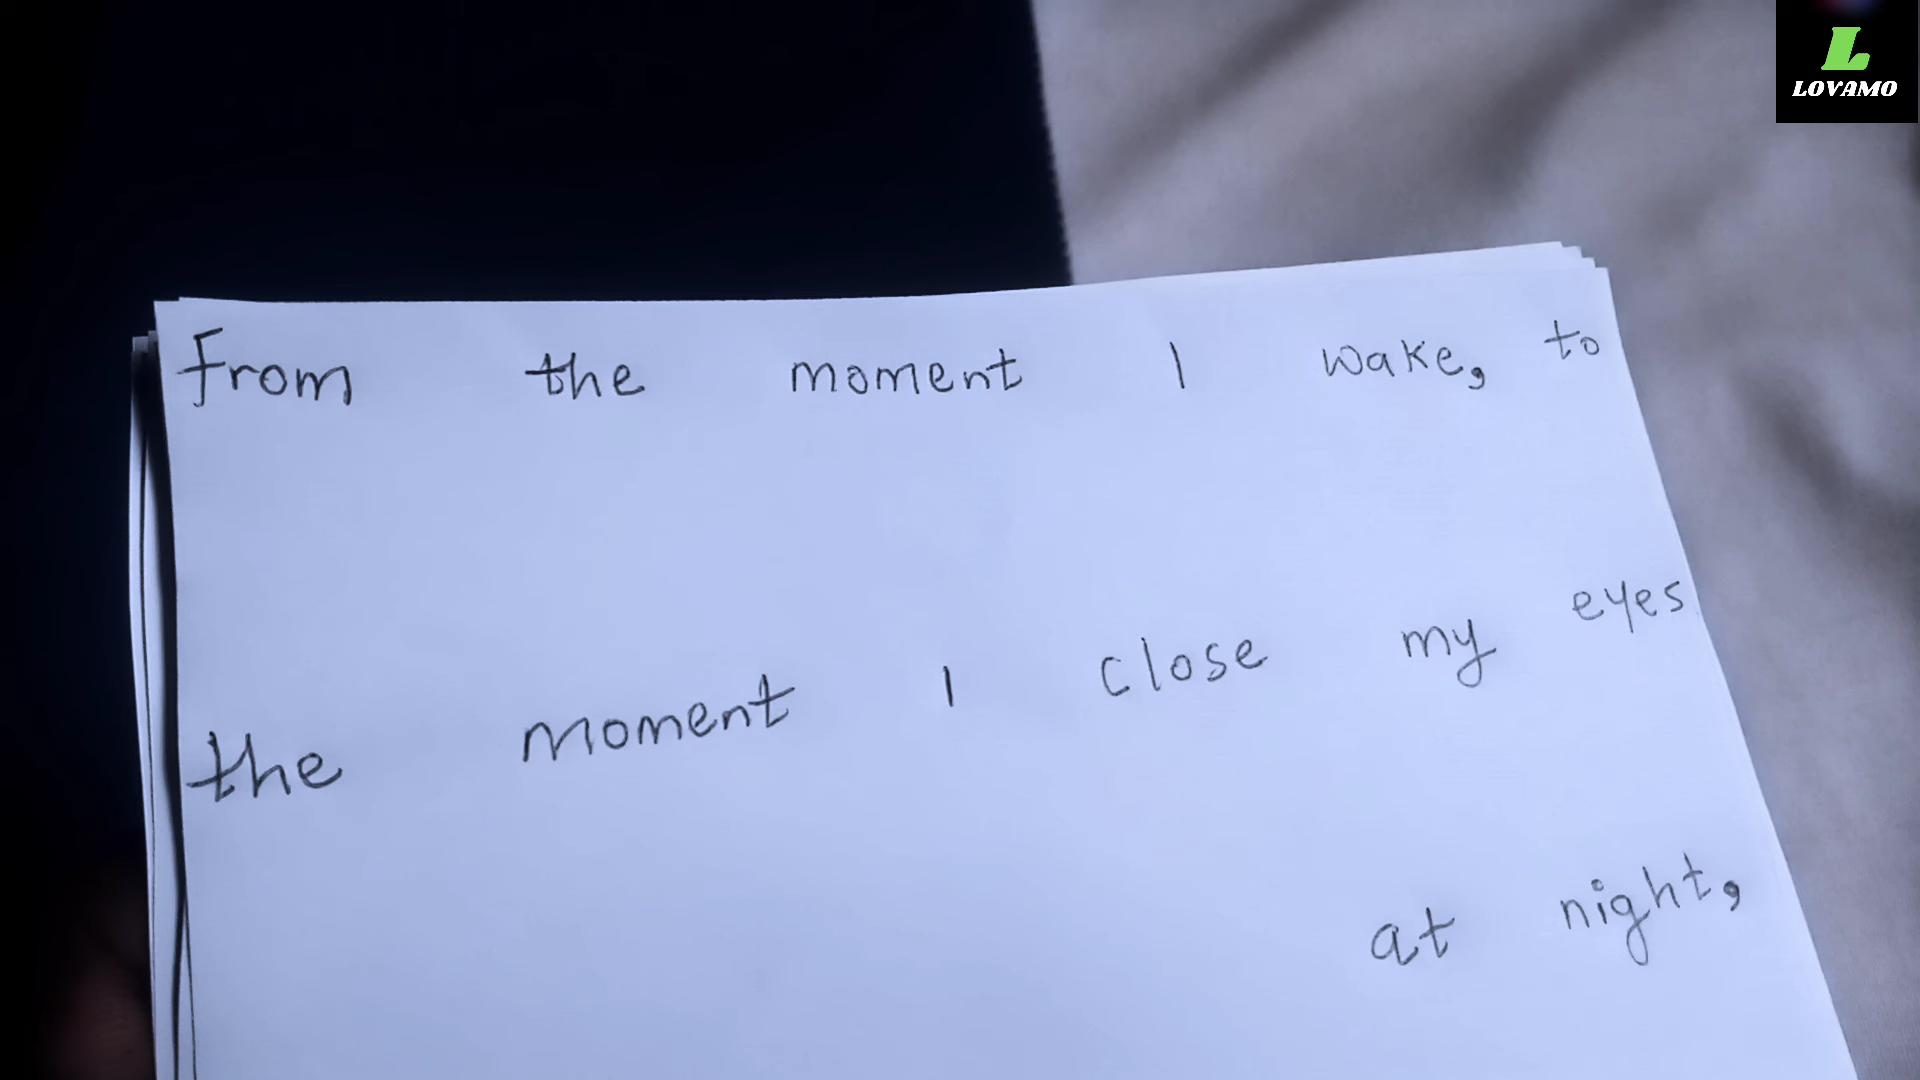 L
LOVAMO
From the moment I wake, to
the moment I close my eyes
at night,